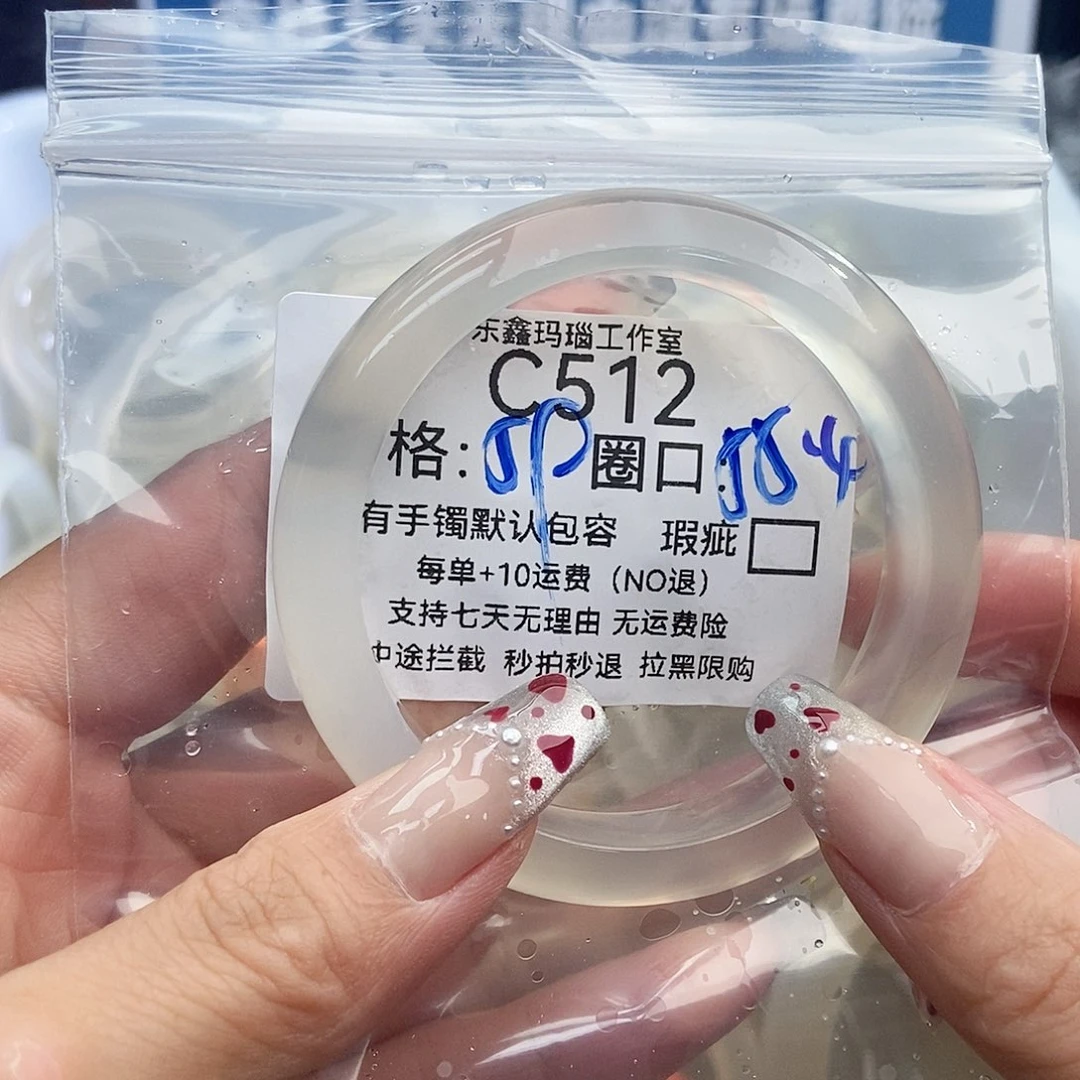 东鑫玛瑙工作室
C512
格: 圈口:
有手镯默认包容 瑕疵
每单+10运费（NO退）
支持七天无理由 无运费险
中途拦截 秒拍秒退 拉黑限购